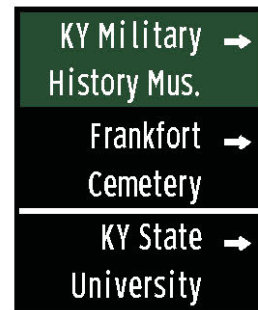 KY Military →
History Mus.
Frankfort →
Cemetery
KY State →
University